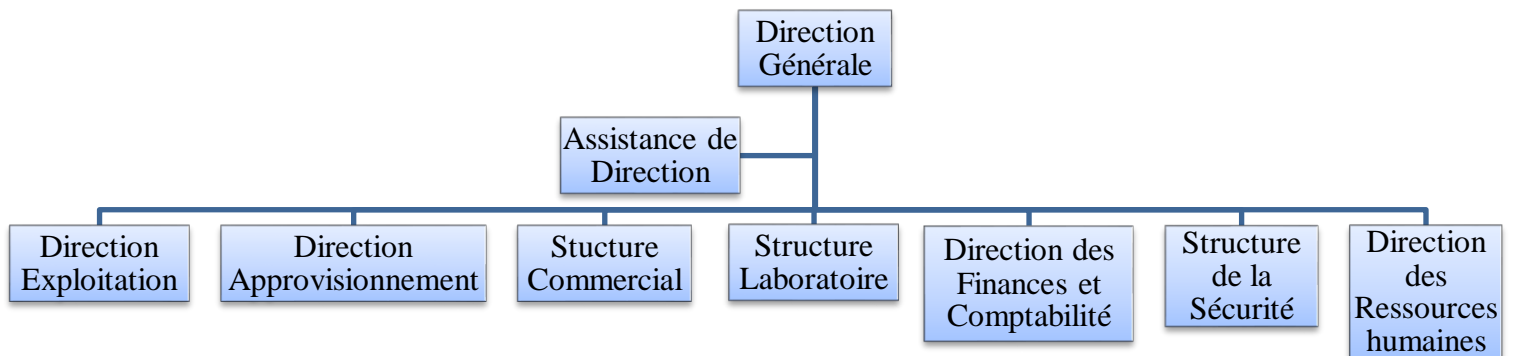 Direction
Générale
Assistance de
Direction
Direction
Exploitation
Direction
Approvisionnement
Stucture
Commercial
Structure
Laboratoire
Direction des
Finances et
Comptabilité
Structure
de la
Sécurité
Direction
des
Ressources
humaines